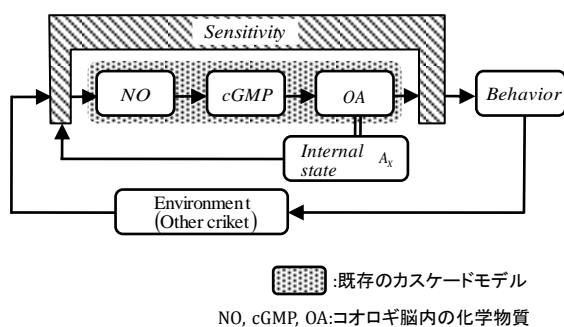 Sensitivity
NO
cGMP
OA
Behavior
Internal
state
Aₓ
Environment
(Other criket)
:既存のカスケードモデル
NO, cGMP, OA:コオロギ脳内の化学物質